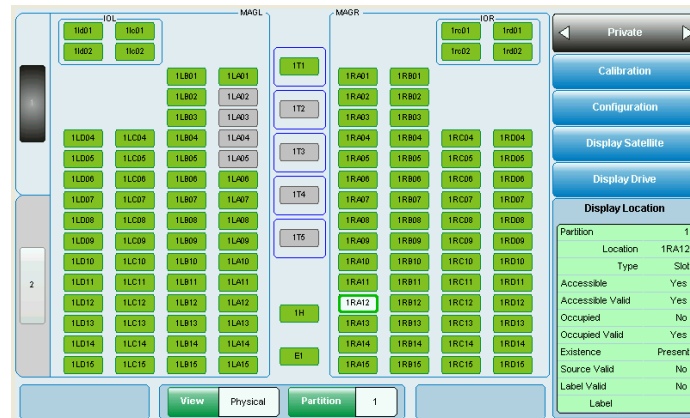 IOL MAGL MAGR IOR
1ld01 1lc01 1rc01 1rd01
1ld02 1lc02 1rc02 1rd02
1T1
1LB01 1LA01 1RA01 1RB01
1LB02 1LA02 1RA02 1RB02
1T2
1LB03 1LA03 1RA03 1RB03
1LD04 1LC04 1LB04 1LA04 1RA04 1RB04 1RC04 1RD04
1T3
1LD05 1LC05 1LB05 1LA05 1RA05 1RB05 1RC05 1RD05
1LD06 1LC06 1LB06 1LA06 1RA06 1RB06 1RC06 1RD06
1T4
1LD07 1LC07 1LB07 1LA07 1RA07 1RB07 1RC07 1RD07
1LD08 1LC08 1LB08 1LA08 1RA08 1RB08 1RC08 1RD08
1T5
1LD09 1LC09 1LB09 1LA09 1RA09 1RB09 1RC09 1RD09
1LD10 1LC10 1LB10 1LA10 1RA10 1RB10 1RC10 1RD10
2
1LD11 1LC11 1LB11 1LA11 1RA11 1RB11 1RC11 1RD11
1LD12 1LC12 1LB12 1LA12 1RA12 1RB12 1RC12 1RD12
1H
1LD13 1LC13 1LB13 1LA13 1RA13 1RB13 1RC13 1RD13
1LD14 1LC14 1LB14 1LA14 1RA14 1RB14 1RC14 1RD14
E1
1LD15 1LC15 1LB15 1LA15 1RA15 1RB15 1RC15 1RD15
View Physical Partition 1
Private
Calibration
Configuration
Display Satellite
Display Drive
Display Location
Partition 1
Location 1RA12
Type Slot
Accessible Yes
Accessible Valid Yes
Occupied No
Occupied Valid Yes
Existence Present
Source Valid No
Label Valid No
Label